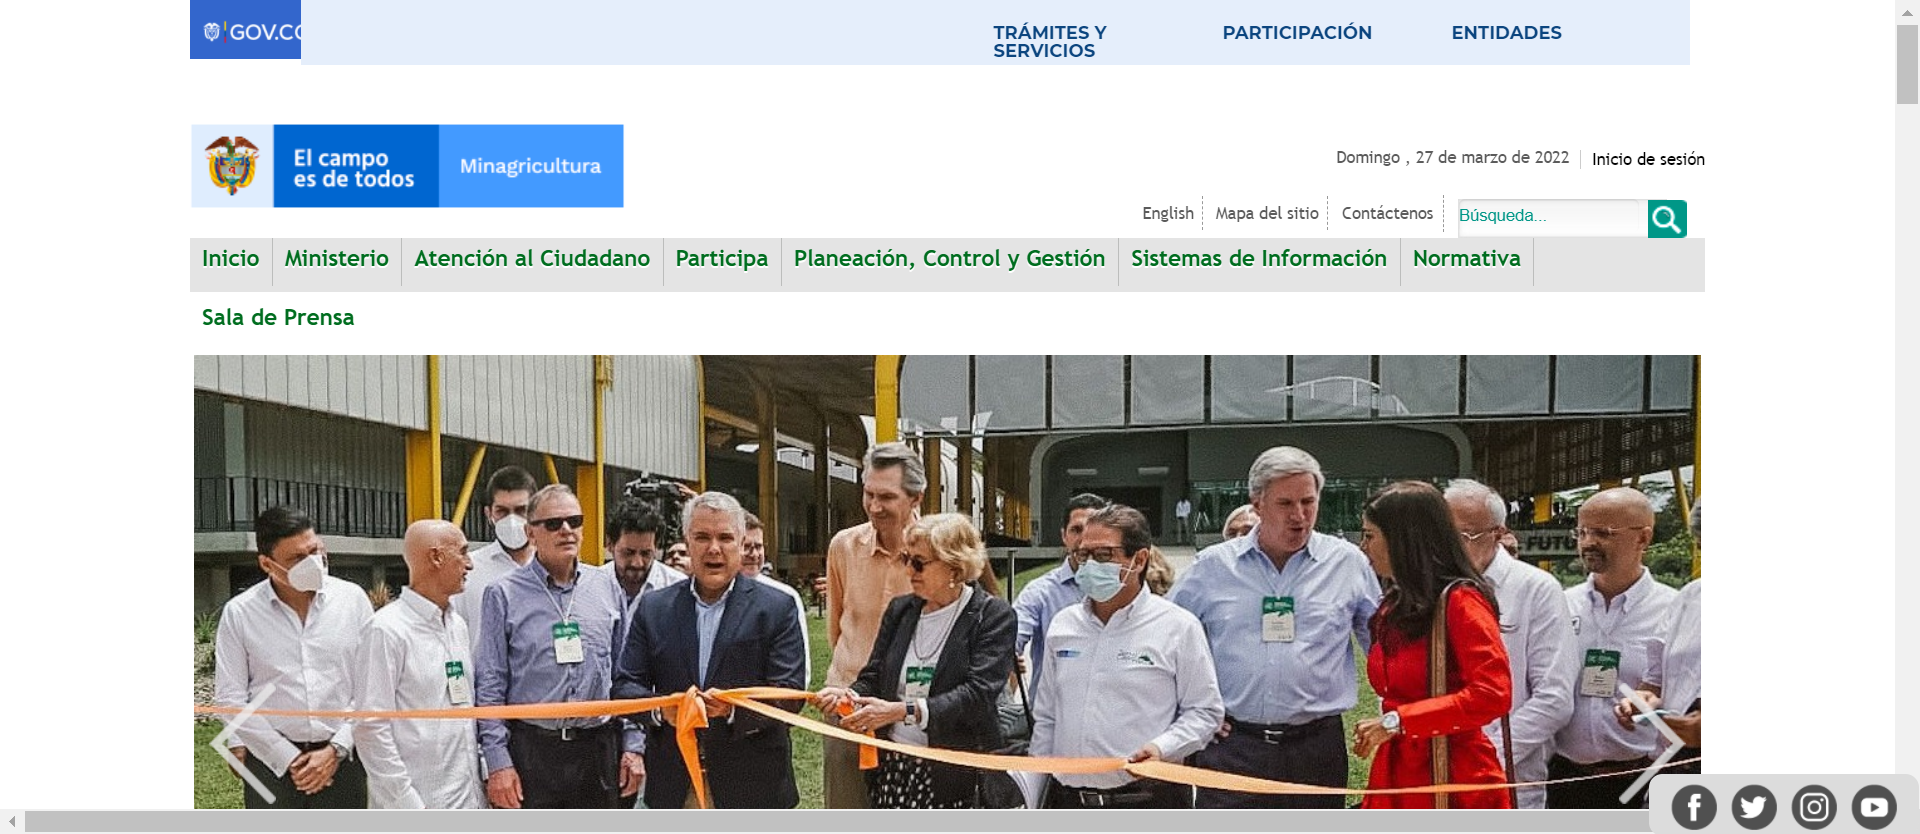 GOV.CO
TRÁMITES Y
SERVICIOS
PARTICIPACIÓN
ENTIDADES
El campo
es de todos
Minagricultura
Domingo , 27 de marzo de 2022
Inicio de sesión
English
Mapa del sitio
Contáctenos
Búsqueda...
Inicio
Ministerio
Atención al Ciudadano
Participa
Planeación, Control y Gestión
Sistemas de Información
Normativa
Sala de Prensa
FUTU